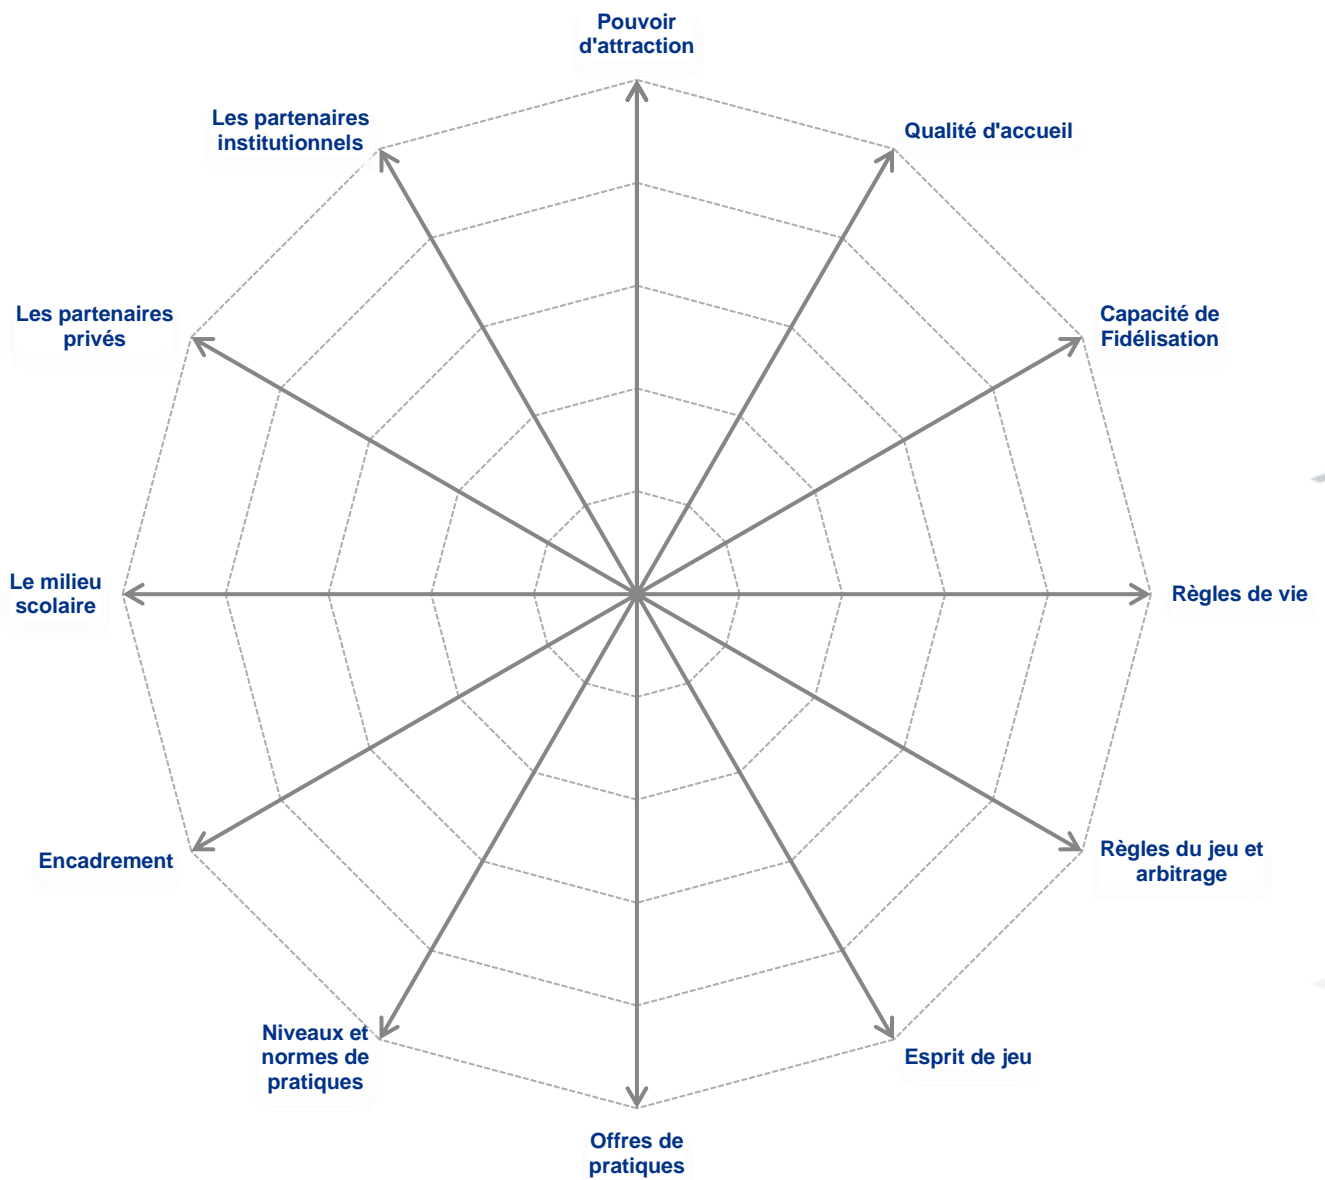 Pouvoir
d'attraction
Qualité d'accueil
Capacité de
Fidélisation
Règles de vie
Règles du jeu et
arbitrage
Esprit de jeu
Offres de
pratiques
Niveaux et
normes de
pratiques
Encadrement
Le milieu
scolaire
Les partenaires
privés
Les partenaires
institutionnels